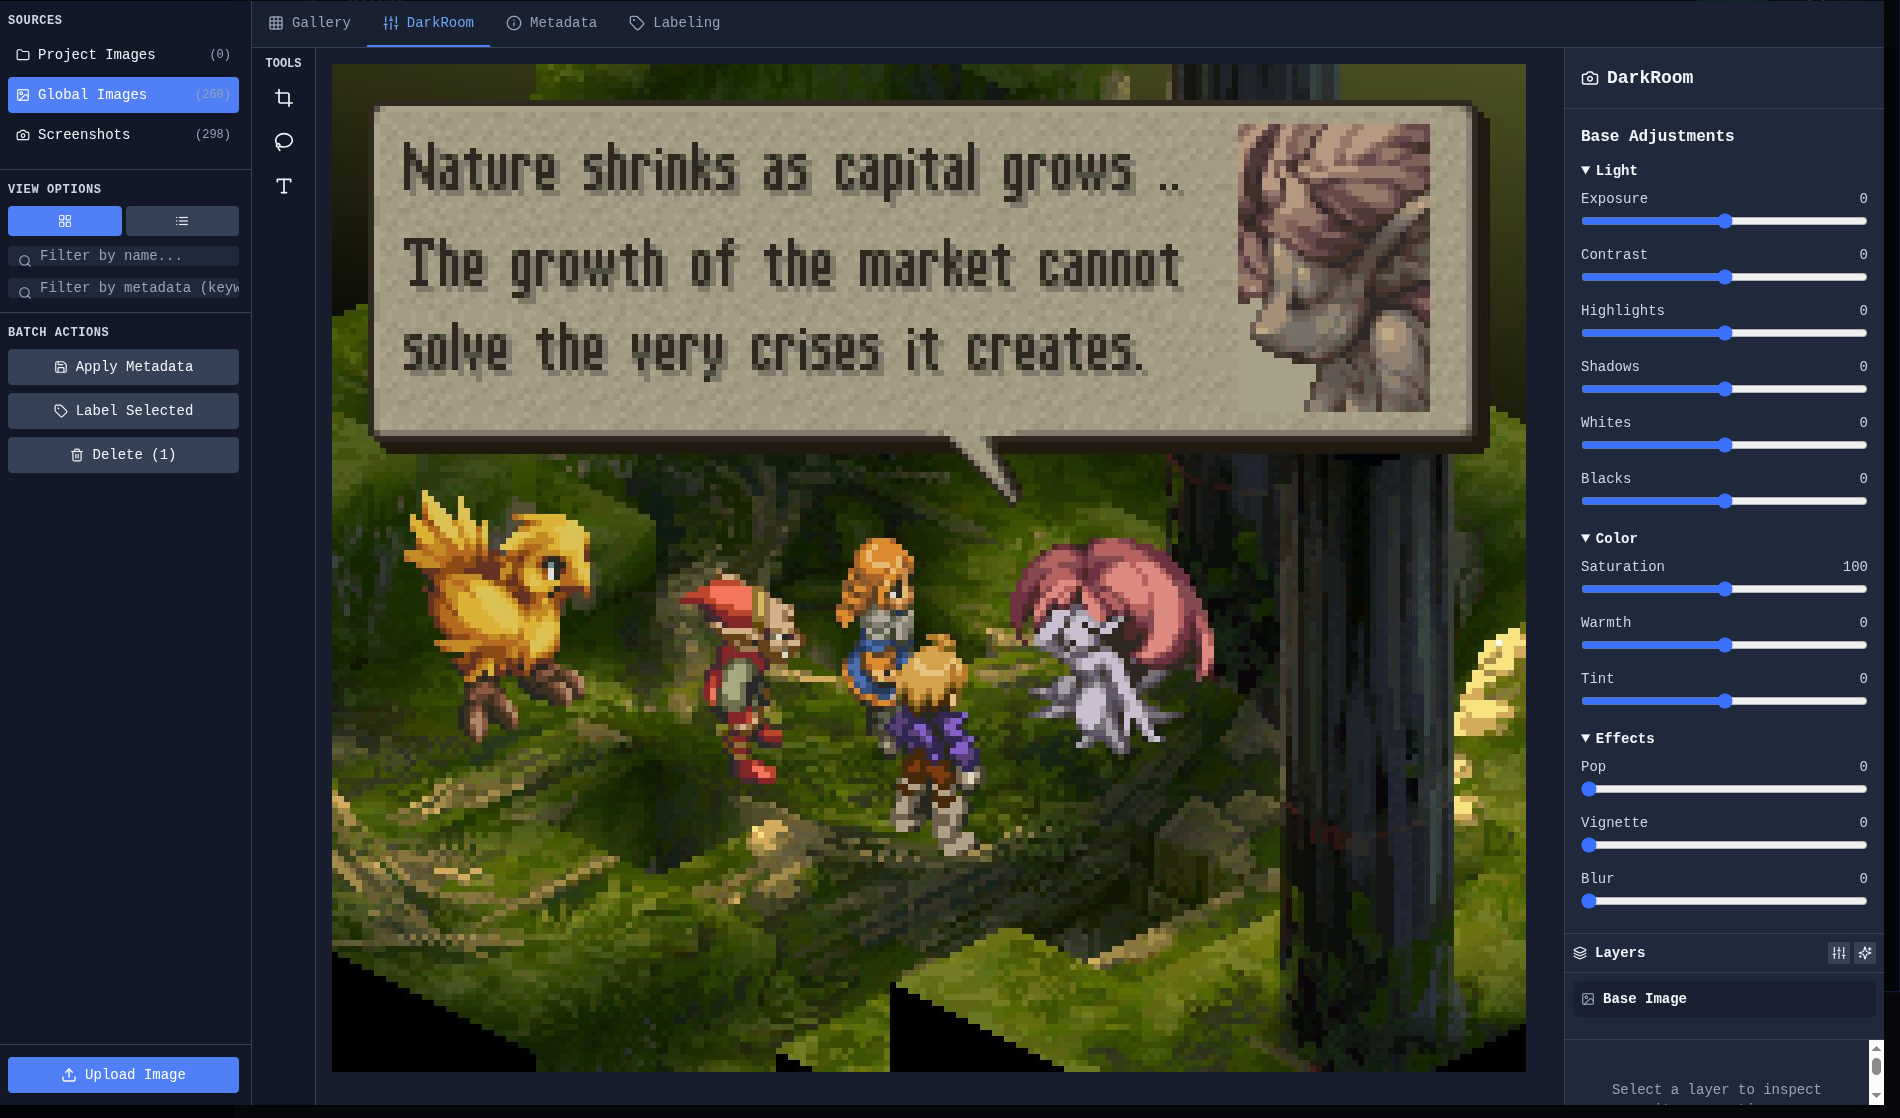 SOURCES
Project Images (0)
Global Images (260)
Screenshots (298)
VIEW OPTIONS
Filter by name...
Filter by metadata (keyw
BATCH ACTIONS
Apply Metadata
Label Selected
Delete (1)
Upload Image
Gallery DarkRoom Metadata Labeling
TOOLS
Nature shrinks as capital grows ..
The growth of the market cannot
solve the very crises it creates.
DarkRoom
Base Adjustments
▼ Light
Exposure 0
Contrast 0
Highlights 0
Shadows 0
Whites 0
Blacks 0
▼ Color
Saturation 100
Warmth 0
Tint 0
▼ Effects
Pop 0
Vignette 0
Blur 0
Layers
Base Image
Select a layer to inspect